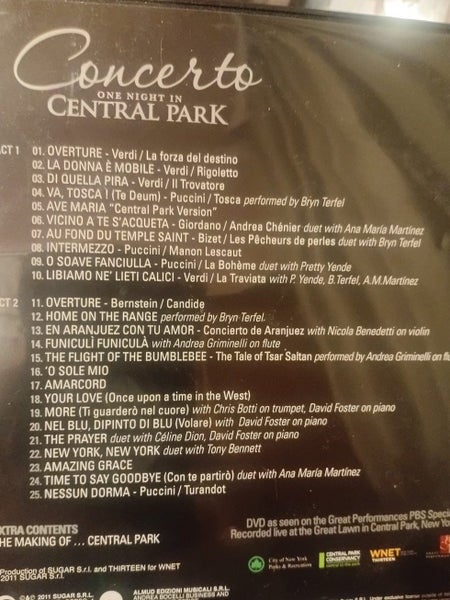 Concerto
ONE NIGHT IN
CENTRAL PARK
ACT 1 01. OVERTURE - Verdi / La forza del destino
02. LA DONNA È MOBILE - Verdi / Rigoletto
03. DI QUELLA PIRA - Verdi / Il Trovatore
04. VA, TOSCA ! (Te Deum) - Puccini / Tosca performed by Bryn Terfel
05. AVE MARIA "Central Park Version"
06. VICINO A TE S'ACQUETA - Giordano / Andrea Chénier duet with Ana María Martínez
07. AU FOND DU TEMPLE SAINT - Bizet / Les Pêcheurs de perles duet with Bryn Terfel
08. INTERMEZZO - Puccini / Manon Lescaut
09. O SOAVE FANCIULLA - Puccini / La Bohème duet with Pretty Yende
10. LIBIAMO NE' LIETI CALICI - Verdi / La Traviata with P. Yende, B.Terfel, A.M.Martínez
ACT 2 11. OVERTURE - Bernstein / Candide
12. HOME ON THE RANGE performed by Bryn Terfel
13. EN ARANJUEZ CON TU AMOR - Concierto de Aranjuez with Nicola Benedetti on violin
14. FUNICULÌ FUNICULÀ with Andrea Griminelli on flute
15. THE FLIGHT OF THE BUMBLEBEE - The Tale of Tsar Saltan performed by Andrea Griminelli on flu
16. 'O SOLE MIO
17. AMARCORD
18. YOUR LOVE (Once upon a time in the West)
19. MORE (Ti guarderò nel cuore) with Chris Botti on trumpet, David Foster on piano
20. NEL BLU, DIPINTO DI BLU (Volare) with David Foster on piano
21. THE PRAYER duet with Céline Dion, David Foster on piano
22. NEW YORK, NEW YORK duet with Tony Bennett
23. AMAZING GRACE
24. TIME TO SAY GOODBYE (Con te partirò) duet with Ana María Martínez
25. NESSUN DORMA - Puccini / Turandot
EXTRA CONTENTS
THE MAKING OF ... CENTRAL PARK
DVD as seen on the Great Performances PBS Specia
Recorded live at the Great Lawn in Central Park, New York
Production of SUGAR S.r.l. and THIRTEEN for WNET
2011 SUGAR S.r.l.
City of New York
Parks & Recreation
CENTRAL PARK
CONSERVANCY
WNET
THIRTEEN
2011 SUGAR S.R.L.
ALMUD EDIZIONI MUSICALI S.R.L.
ANDREA BOCELLI BUSINESS AND